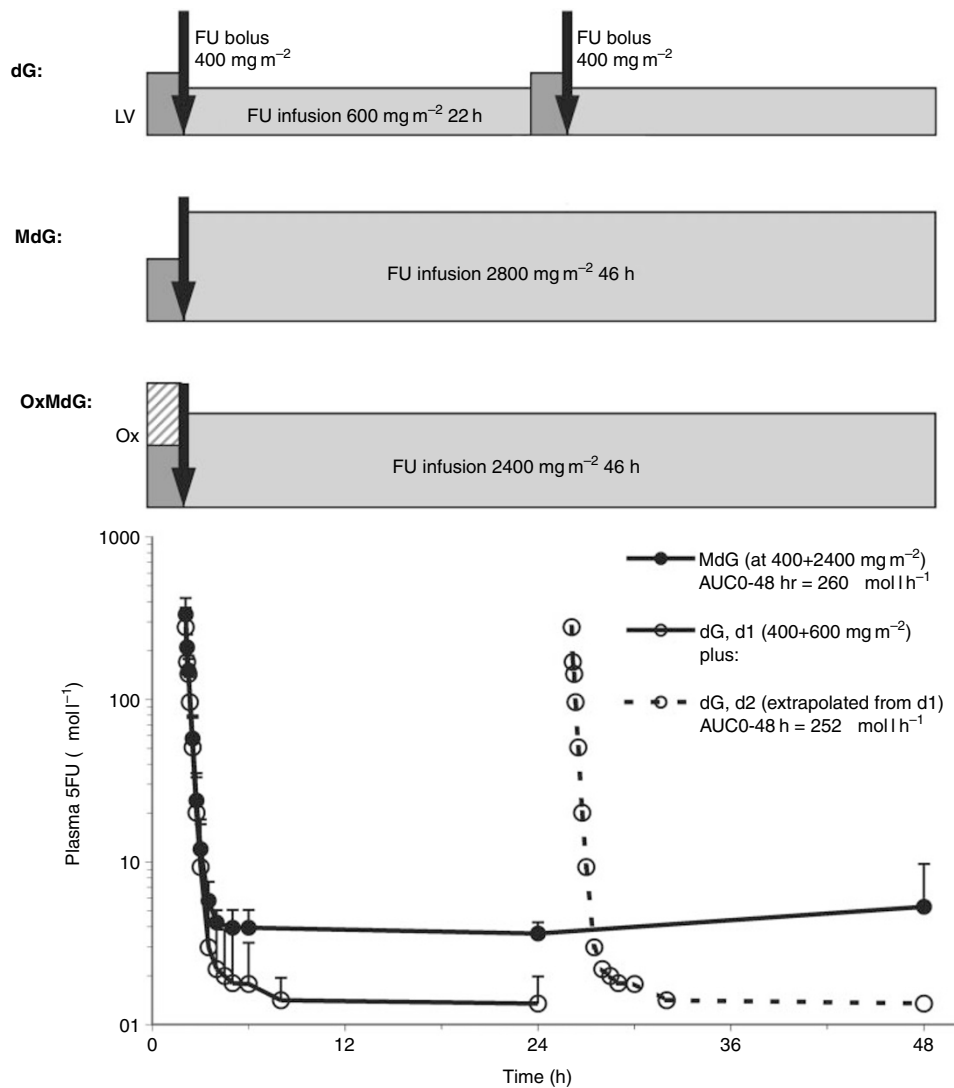 dG:
FU bolus
400 mg m⁻²
FU bolus
400 mg m⁻²
LV
FU infusion 600 mg m⁻² 22 h
MdG:
FU infusion 2800 mg m⁻² 46 h
OxMdG:
Ox
FU infusion 2400 mg m⁻² 46 h
1000
100
10
01
Plasma 5FU ( mol l⁻¹)
MdG (at 400+2400 mg m⁻²)
AUC0-48 hr = 260 mol l h⁻¹
dG, d1 (400+600 mg m⁻²)
plus:
dG, d2 (extrapolated from d1)
AUC0-48 h = 252 mol l h⁻¹
0
12
24
36
48
Time (h)